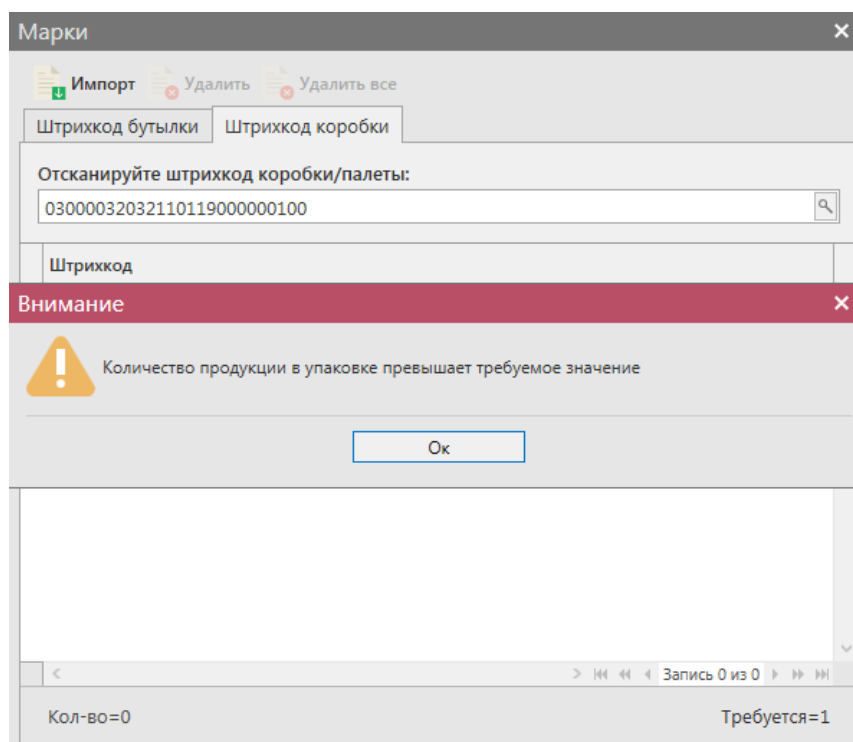 Марки
Импорт Удалить Удалить все
Штрихкод бутылки Штрихкод коробки
Отсканируйте штрихкод коробки/палеты:
03000032032110119000000100
Штрихкод
Внимание
Количество продукции в упаковке превышает требуемое значение
Ок
Запись 0 из 0
Кол-во=0 Требуется=1